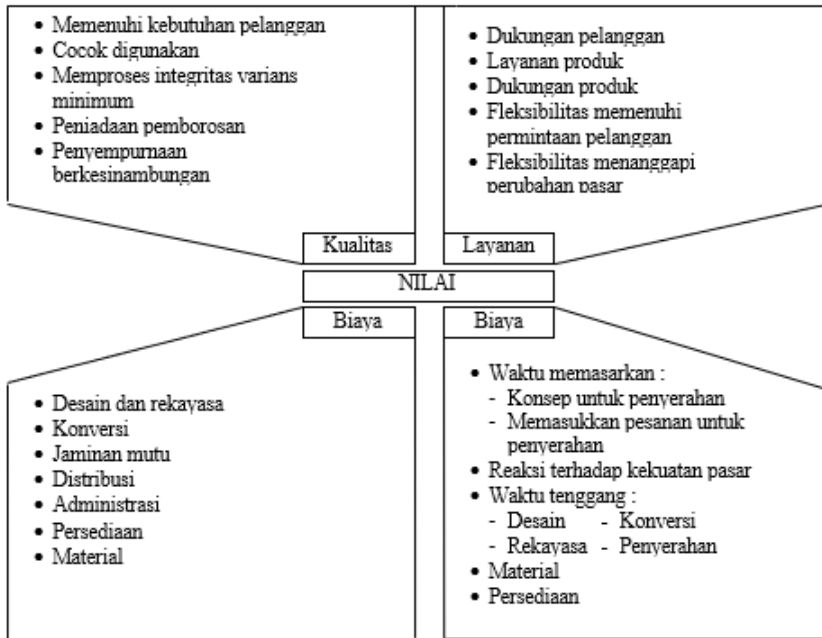 • Memenuhi kebutuhan pelanggan
• Cocok digunakan
• Memproses integritas varians
minimum
• Peniadaan pemborosan
• Penyempurnaan
berkesinambungan
• Dukungan pelanggan
• Layanan produk
• Dukungan produk
• Fleksibilitas memenuhi
permintaan pelanggan
• Fleksibilitas menanggapi
perubahan pasar
Kualitas
Layanan
NILAI
Biaya
Biaya
• Desain dan rekayasa
• Konversi
• Jaminan mutu
• Distribusi
• Administrasi
• Persediaan
• Material
• Waktu memasarkan :
- Konsep untuk penyerahan
- Memasukkan pesanan untuk
penyerahan
• Reaksi terhadap kekuatan pasar
• Waktu tenggang :
- Desain - Konversi
- Rekayasa - Penyerahan
• Material
• Persediaan